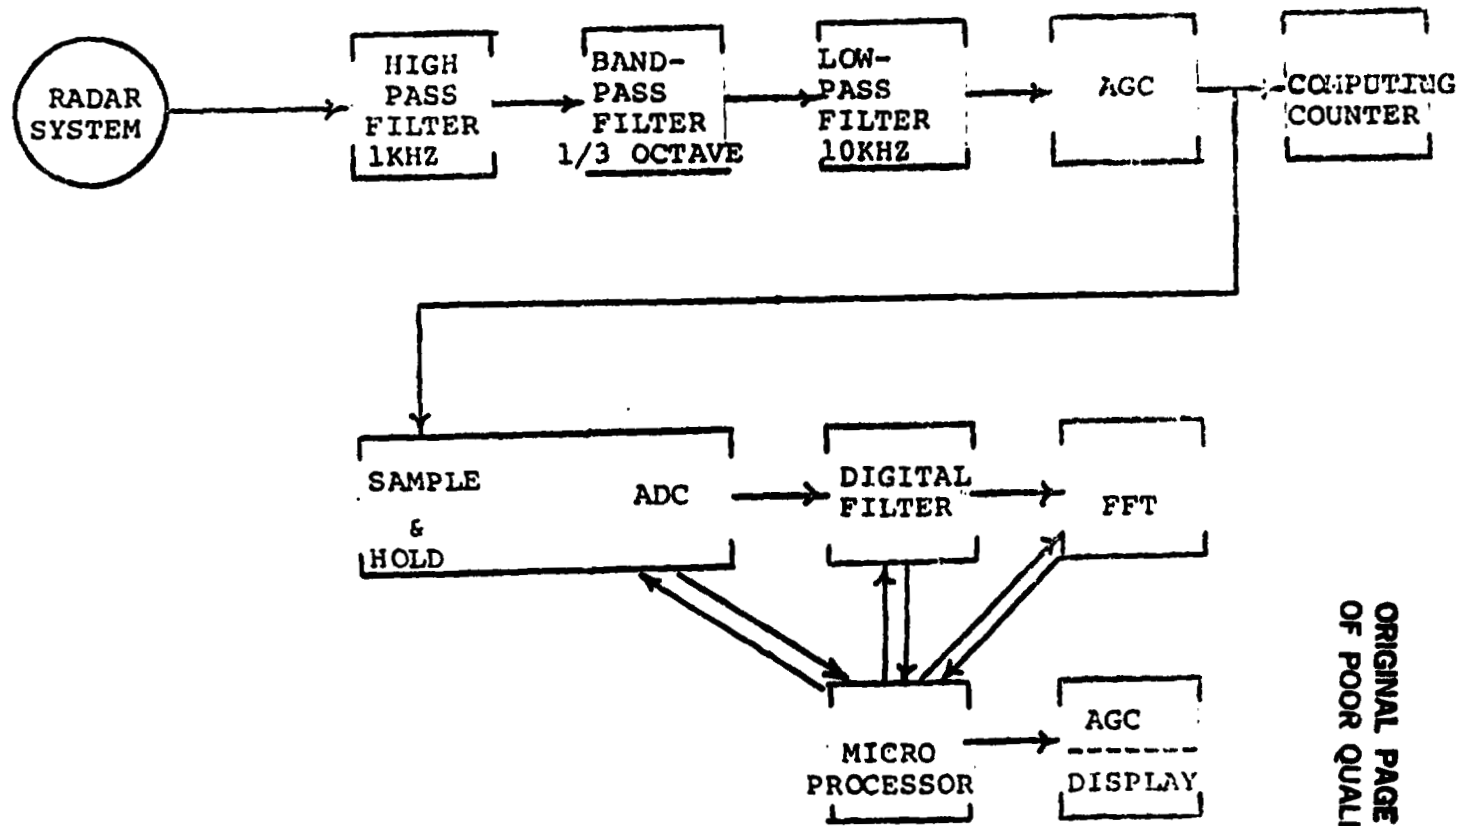 RADAR
SYSTEM
HIGH
PASS
FILTER
1KHZ
BAND-
PASS
FILTER
1/3 OCTAVE
LOW-
PASS
FILTER
10KHZ
AGC
COMPUTING
COUNTER
SAMPLE
&
HOLD
ADC
DIGITAL
FILTER
FFT
MICRO
PROCESSOR
AGC
DISPLAY
ORIGINAL PAGE
OF POOR